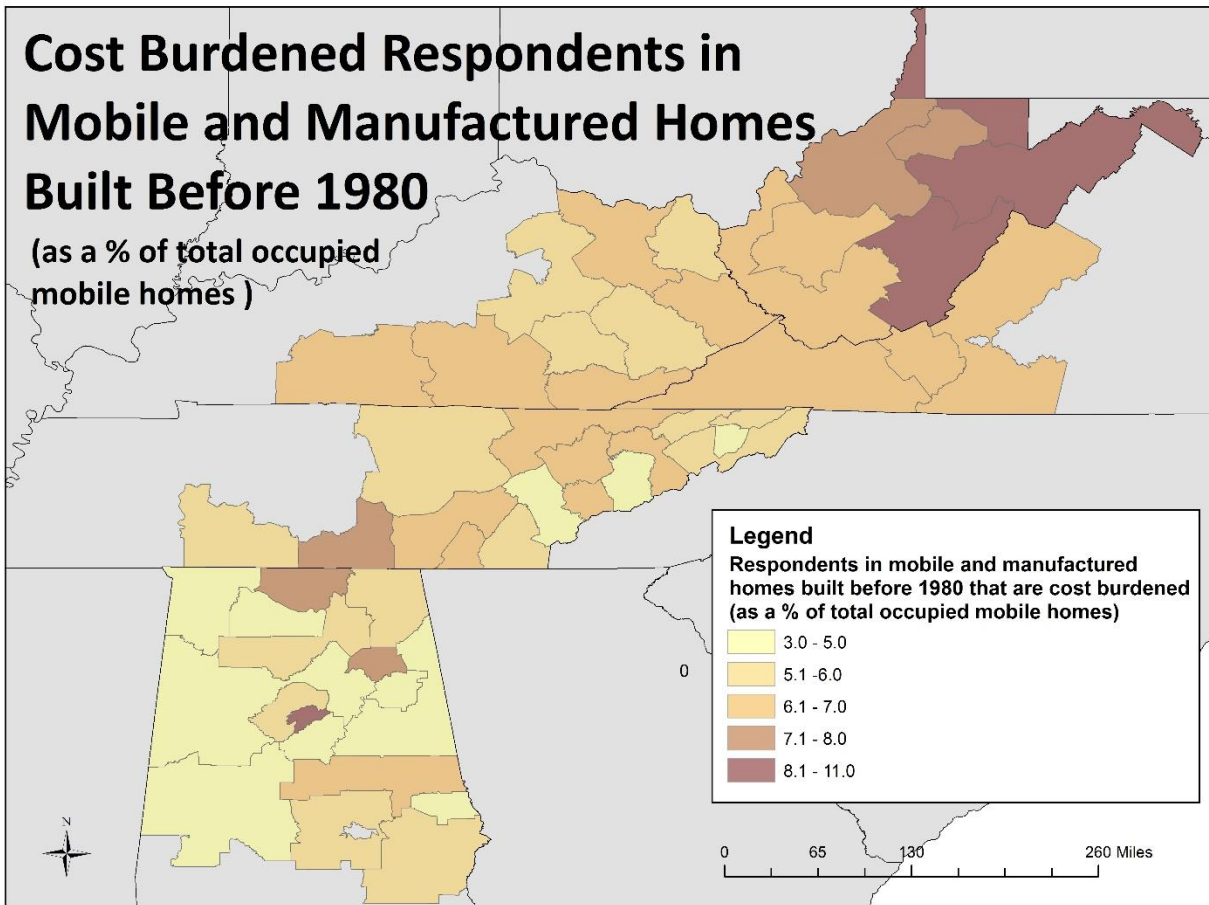 Cost Burdened Respondents in
Mobile and Manufactured Homes
Built Before 1980
(as a % of total occupied
mobile homes )
Legend
Respondents in mobile and manufactured
homes built before 1980 that are cost burdened
(as a % of total occupied mobile homes)
3.0 - 5.0
5.1 -6.0
6.1 - 7.0
7.1 - 8.0
8.1 - 11.0
0
N
0 65 130 260 Miles